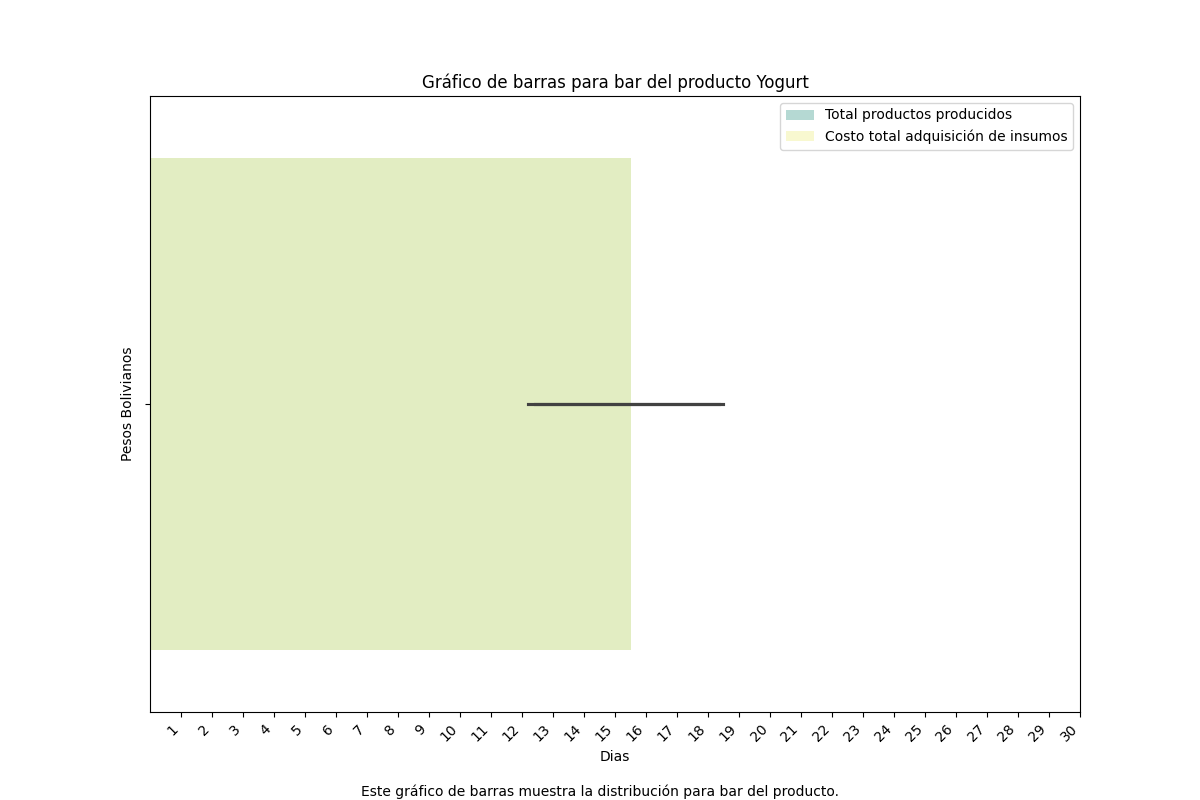 Gráfico de barras para bar del producto Yogurt
Total productos producidos
Costo total adquisición de insumos
Pesos Bolivianos
1 2 3 4 5 6 7 8 9 10 11 12 13 14 15 16 17 18 19 20 21 22 23 24 25 26 27 28 29 30
Dias
Este gráfico de barras muestra la distribución para bar del producto.